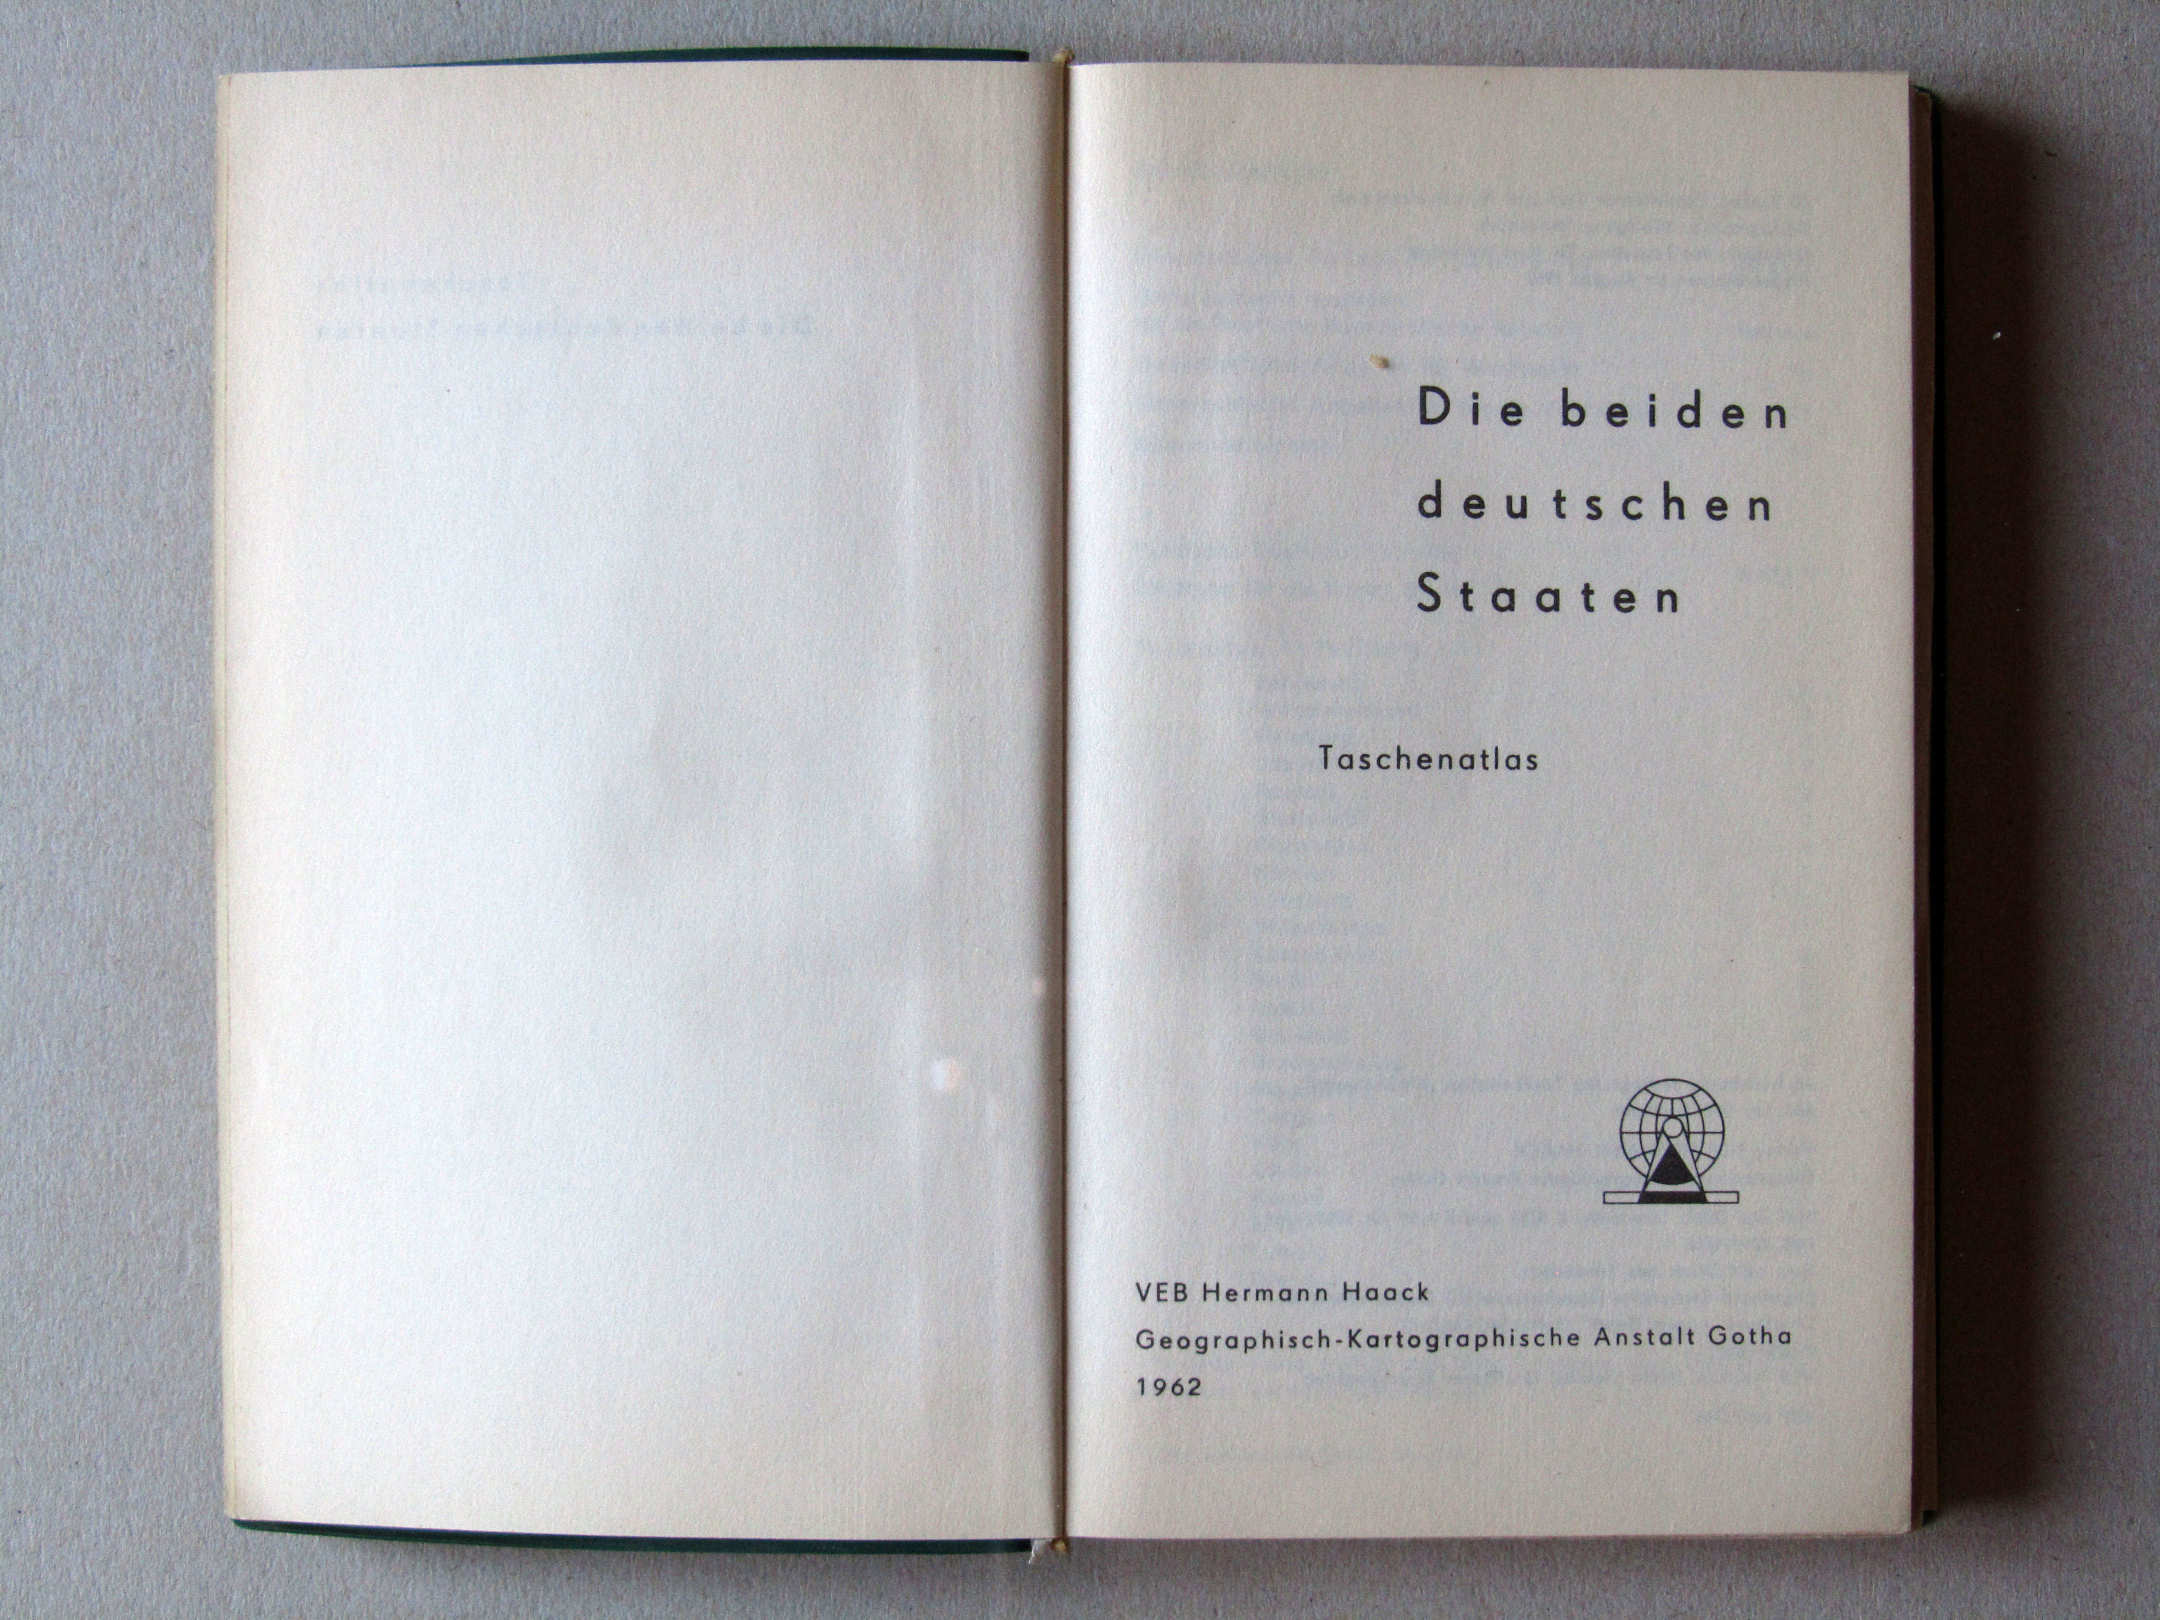 Die beiden
deutschen
Staaten
Taschenatlas
VEB Hermann Haack
Geographisch-Kartographische Anstalt Gotha
1962